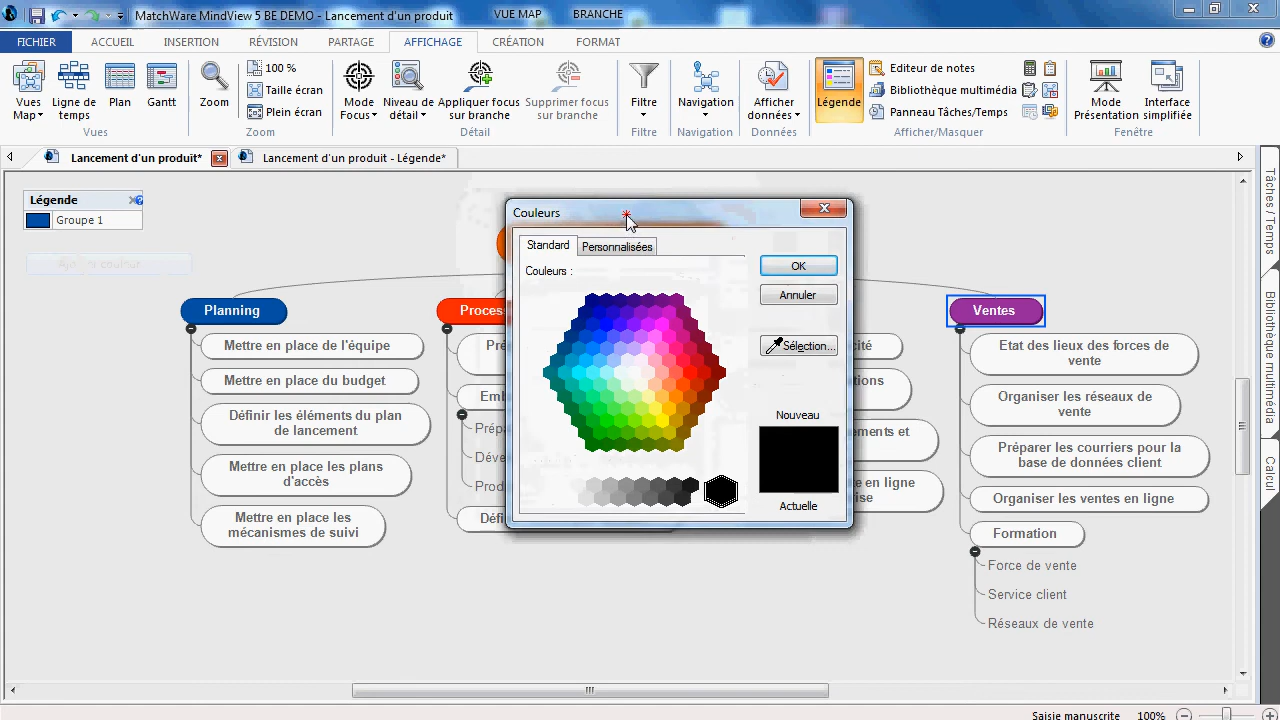 MatchWare MindView 5 BE DEMO - Lancement d'un produit
VUE MAP
BRANCHE
FICHIER
ACCUEIL
INSERTION
RÉVISION
PARTAGE
AFFICHAGE
CRÉATION
FORMAT
Vues Map
Ligne de temps
Plan
Gantt
Vues
Zoom
100 %
Taille écran
Plein écran
Zoom
Mode Focus
Niveau de détail
Appliquer focus sur branche
Supprimer focus sur branche
Détail
Filtre
Filtre
Navigation
Navigation
Afficher données
Données
Légende
Editeur de notes
Bibliothèque multimédia
Panneau Tâches/Temps
Afficher/Masquer
Mode Présentation
Interface simplifiée
Fenêtre
Lancement d'un produit*
Lancement d'un produit - Légende*
Légende
Groupe 1
Couleurs
Standard
Personnalisées
Couleurs :
OK
Annuler
Sélection...
Nouveau
Actuelle
Planning
Mettre en place de l'équipe
Mettre en place du budget
Définir les éléments du plan
de lancement
Mettre en place les plans
d'accès
Mettre en place les
mécanismes de suivi
Ventes
Etat des lieux des forces de
vente
Organiser les réseaux de
vente
Préparer les courriers pour la
base de données client
Organiser les ventes en ligne
Formation
Force de vente
Service client
Réseaux de vente
Tâches / Temps
Bibliothèque multimédia
Calcul
Saisie manuscrite
100%